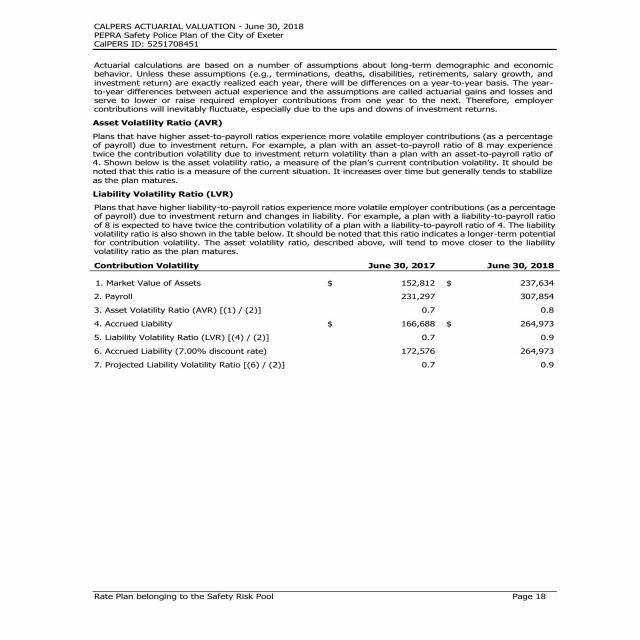 CALPERS ACTUARIAL VALUATION - June 30, 2018
PEPRA Safety Police Plan of the City of Exeter
CalPERS ID: 5251708451
Actuarial calculations are based on a number of assumptions about long-term demographic and economic
behavior. Unless these assumptions (e.g., terminations, deaths, disabilities, retirements, salary growth, and
investment return) are exactly realized each year, there will be differences on a year-to-year basis. The year-
to-year differences between actual experience and the assumptions are called actuarial gains and losses and
serve to lower or raise required employer contributions from one year to the next. Therefore, employer
contributions will inevitably fluctuate, especially due to the ups and downs of investment returns.
Asset Volatility Ratio (AVR)
Plans that have higher asset-to-payroll ratios experience more volatile employer contributions (as a percentage
of payroll) due to investment return. For example, a plan with an asset-to-payroll ratio of 8 may experience
twice the contribution volatility due to investment return volatility than a plan with an asset-to-payroll ratio of
4. Shown below is the asset volatility ratio, a measure of the plan's current contribution volatility. It should be
noted that this ratio is a measure of the current situation. It increases over time but generally tends to stabilize
as the plan matures.
Liability Volatility Ratio (LVR)
Plans that have higher liability-to-payroll ratios experience more volatile employer contributions (as a percentage
of payroll) due to investment return and changes in liability. For example, a plan with a liability-to-payroll ratio
of 8 is expected to have twice the contribution volatility of a plan with a liability-to-payroll ratio of 4. The liability
volatility ratio is also shown in the table below. It should be noted that this ratio indicates a longer-term potential
for contribution volatility. The asset volatility ratio, described above, will tend to move closer to the liability
volatility ratio as the plan matures.
Contribution Volatility June 30, 2017 June 30, 2018
1. Market Value of Assets $ 152,812 $ 237,634
2. Payroll 231,297 307,854
3. Asset Volatility Ratio (AVR) [(1) / (2)] 0.7 0.8
4. Accrued Liability $ 166,688 $ 264,973
5. Liability Volatility Ratio (LVR) [(4) / (2)] 0.7 0.9
6. Accrued Liability (7.00% discount rate) 172,576 264,973
7. Projected Liability Volatility Ratio [(6) / (2)] 0.7 0.9
Rate Plan belonging to the Safety Risk Pool Page 18